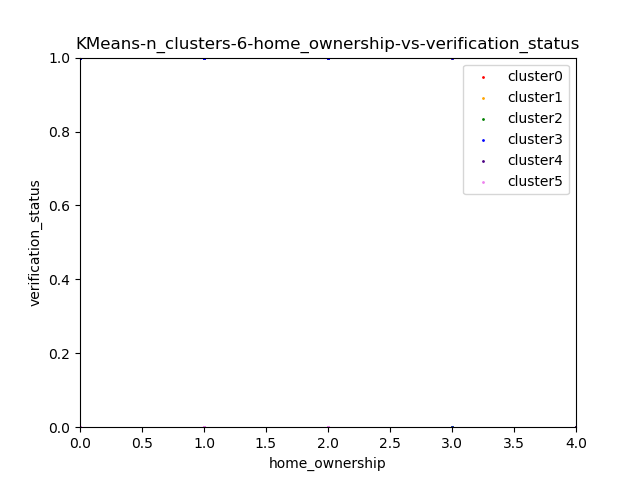 KMeans-n_clusters-6-home_ownership-vs-verification_status
1.0
0.8
0.6
0.4
0.2
0.0
verification_status
cluster0
cluster1
cluster2
cluster3
cluster4
cluster5
0.0 0.5 1.0 1.5 2.0 2.5 3.0 3.5 4.0
home_ownership